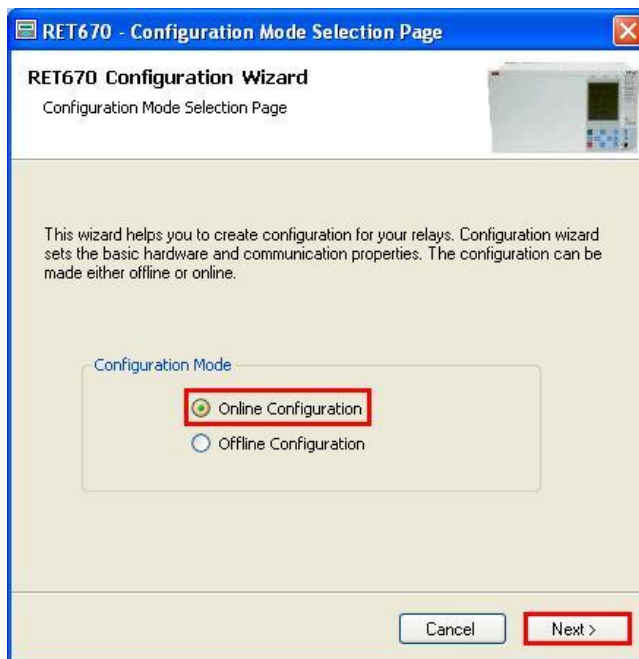 RET670 - Configuration Mode Selection Page
RET670 Configuration Wizard
Configuration Mode Selection Page
This wizard helps you to create configuration for your relays. Configuration wizard
sets the basic hardware and communication properties. The configuration can be
made either offline or online.
Configuration Mode
Online Configuration
Offline Configuration
Cancel
Next >